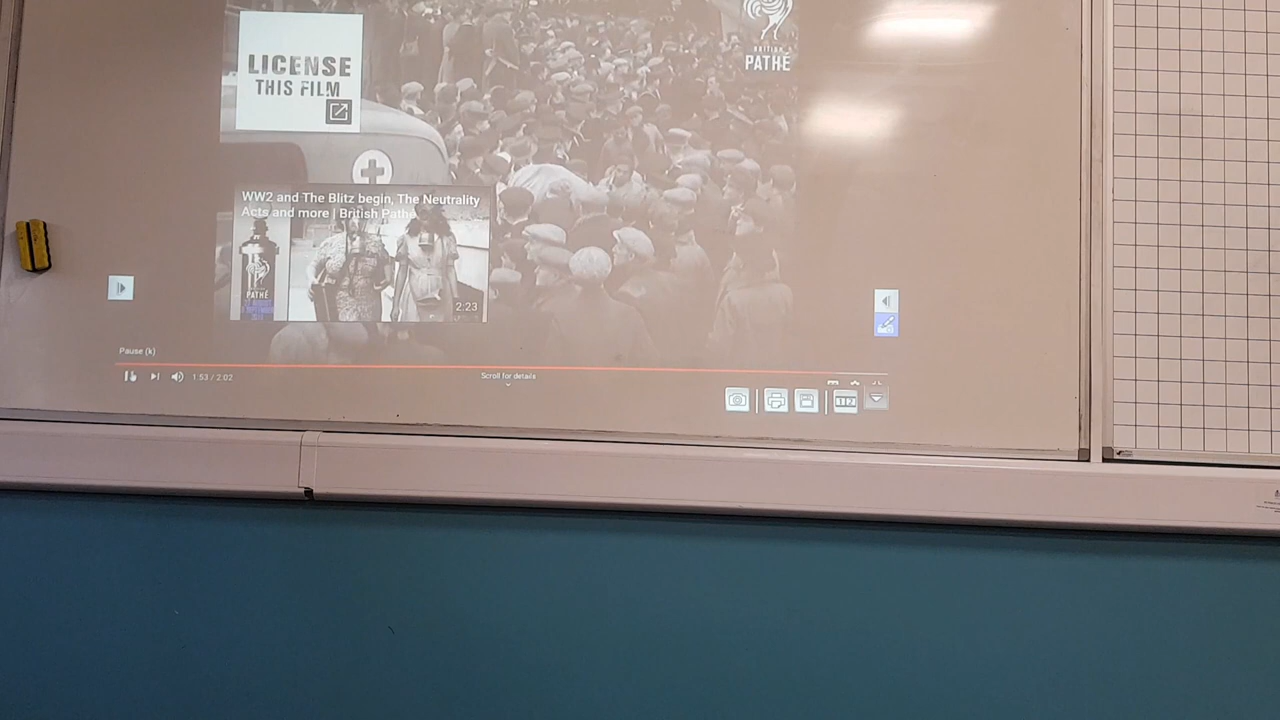 LICENSE
THIS FILM
BRITISH
PATHÉ
WW2 and The Blitz begin, The Neutrality
Acts and more | British Pathé
PATHÉ
2:23
Pause (k)
1:53 / 2:02
Scroll for details